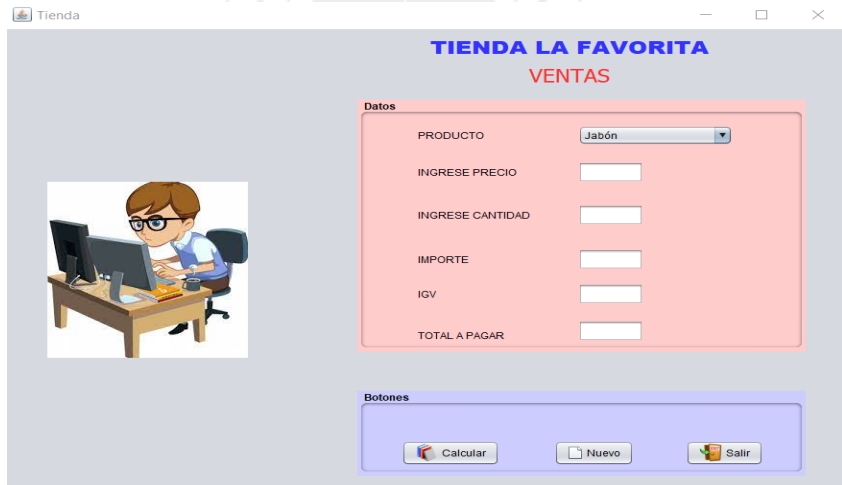 Tienda
TIENDA LA FAVORITA
VENTAS
Datos
PRODUCTO Jabón
INGRESE PRECIO
INGRESE CANTIDAD
IMPORTE
IGV
TOTAL A PAGAR
Botones
Calcular Nuevo Salir